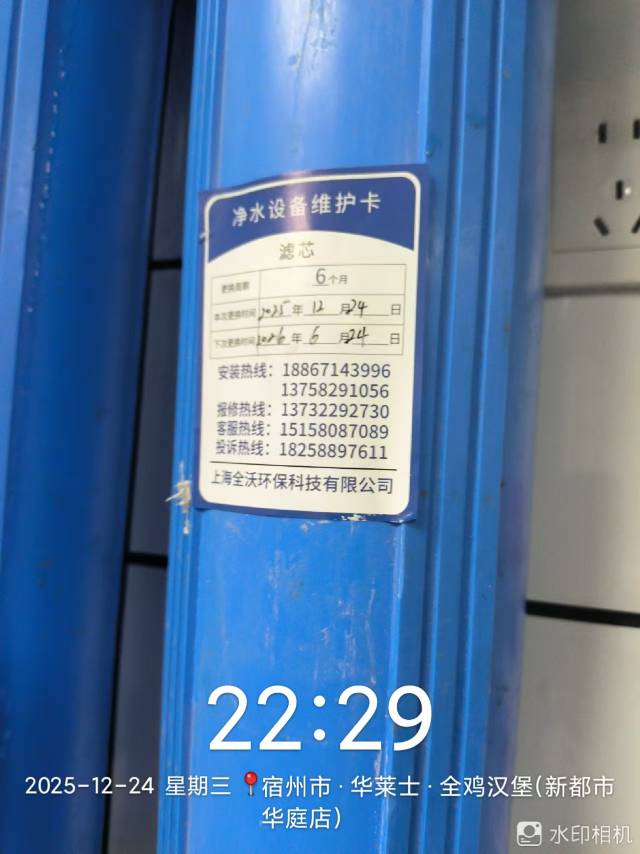 净水设备维护卡
滤芯
更换周期 6个月
本次更换时间 2025年 12月24日
下次更换时间 2026年 6月24日
安装热线：18867143996
13758291056
报修热线：13732292730
客服热线：15158087089
投诉热线：18258897611
上海全沃环保科技有限公司
22:29
2025-12-24 星期三 宿州市·华莱士·全鸡汉堡(新都市
华庭店)
水印相机